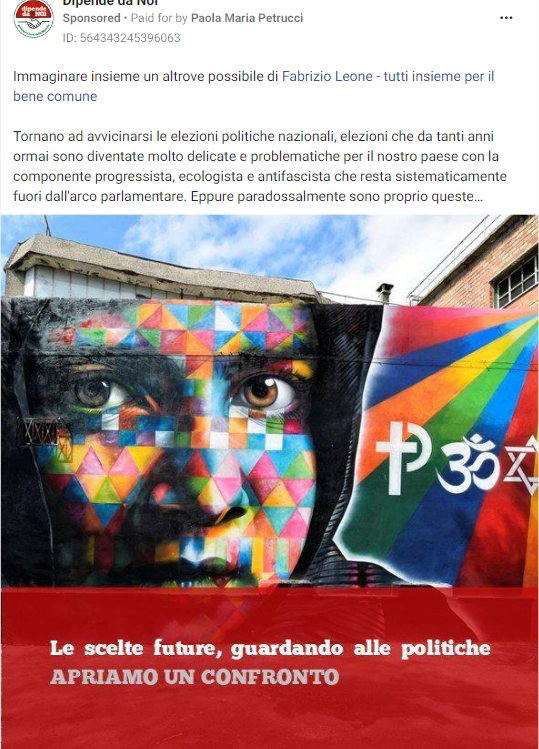 dipende
da NOI
Dipende da Noi
Sponsored • Paid for by Paola Maria Petrucci
ID: 564343245396063
Immaginare insieme un altrove possibile di Fabrizio Leone - tutti insieme per il
bene comune
Tornano ad avvicinarsi le elezioni politiche nazionali, elezioni che da tanti anni
ormai sono diventate molto delicate e problematiche per il nostro paese con la
componente progressista, ecologista e antifascista che resta sistematicamente
fuori dall'arco parlamentare. Eppure paradossalmente sono proprio queste...
ॐ
Le scelte future, guardando alle politiche
APRIAMO UN CONFRONTO